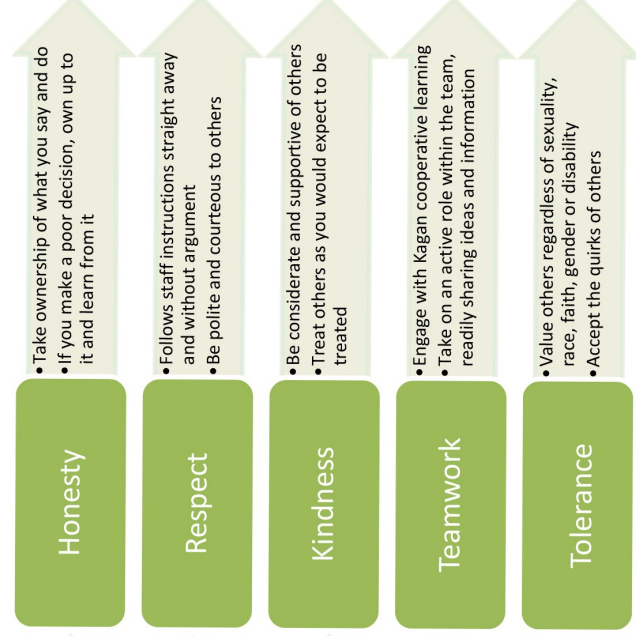 Honesty
• Take ownership of what you say and do
• If you make a poor decision, own up to
it and learn from it
Respect
• Follows staff instructions straight away
and without argument
• Be polite and courteous to others
Kindness
• Be considerate and supportive of others
• Treat others as you would expect to be
treated
Teamwork
• Engage with Kagan cooperative learning
• Take on an active role within the team,
readily sharing ideas and information
Tolerance
• Value others regardless of sexuality,
race, faith, gender or disability
• Accept the quirks of others